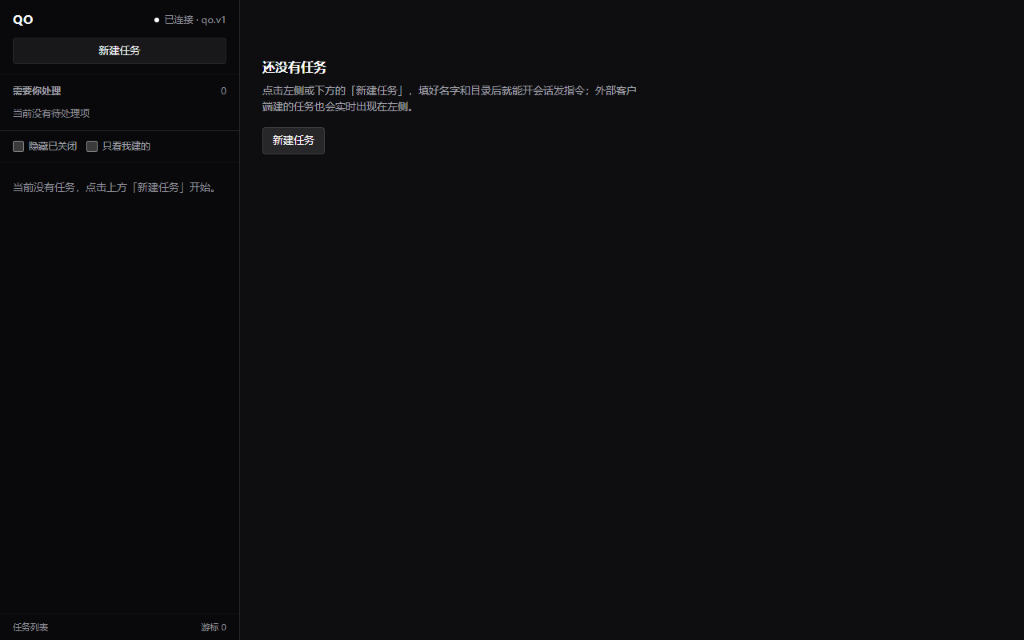 QO
已连接 · qo.v1
新建任务
需要你处理
0
当前没有待处理项
隐藏已关闭
只看我建的
当前没有任务，点击上方「新建任务」开始。
还没有任务
点击左侧或下方的「新建任务」，填好名字和目录后就能开会话发指令；外部客户
端建的任务也会实时出现在左侧。
新建任务
任务列表
游标 0